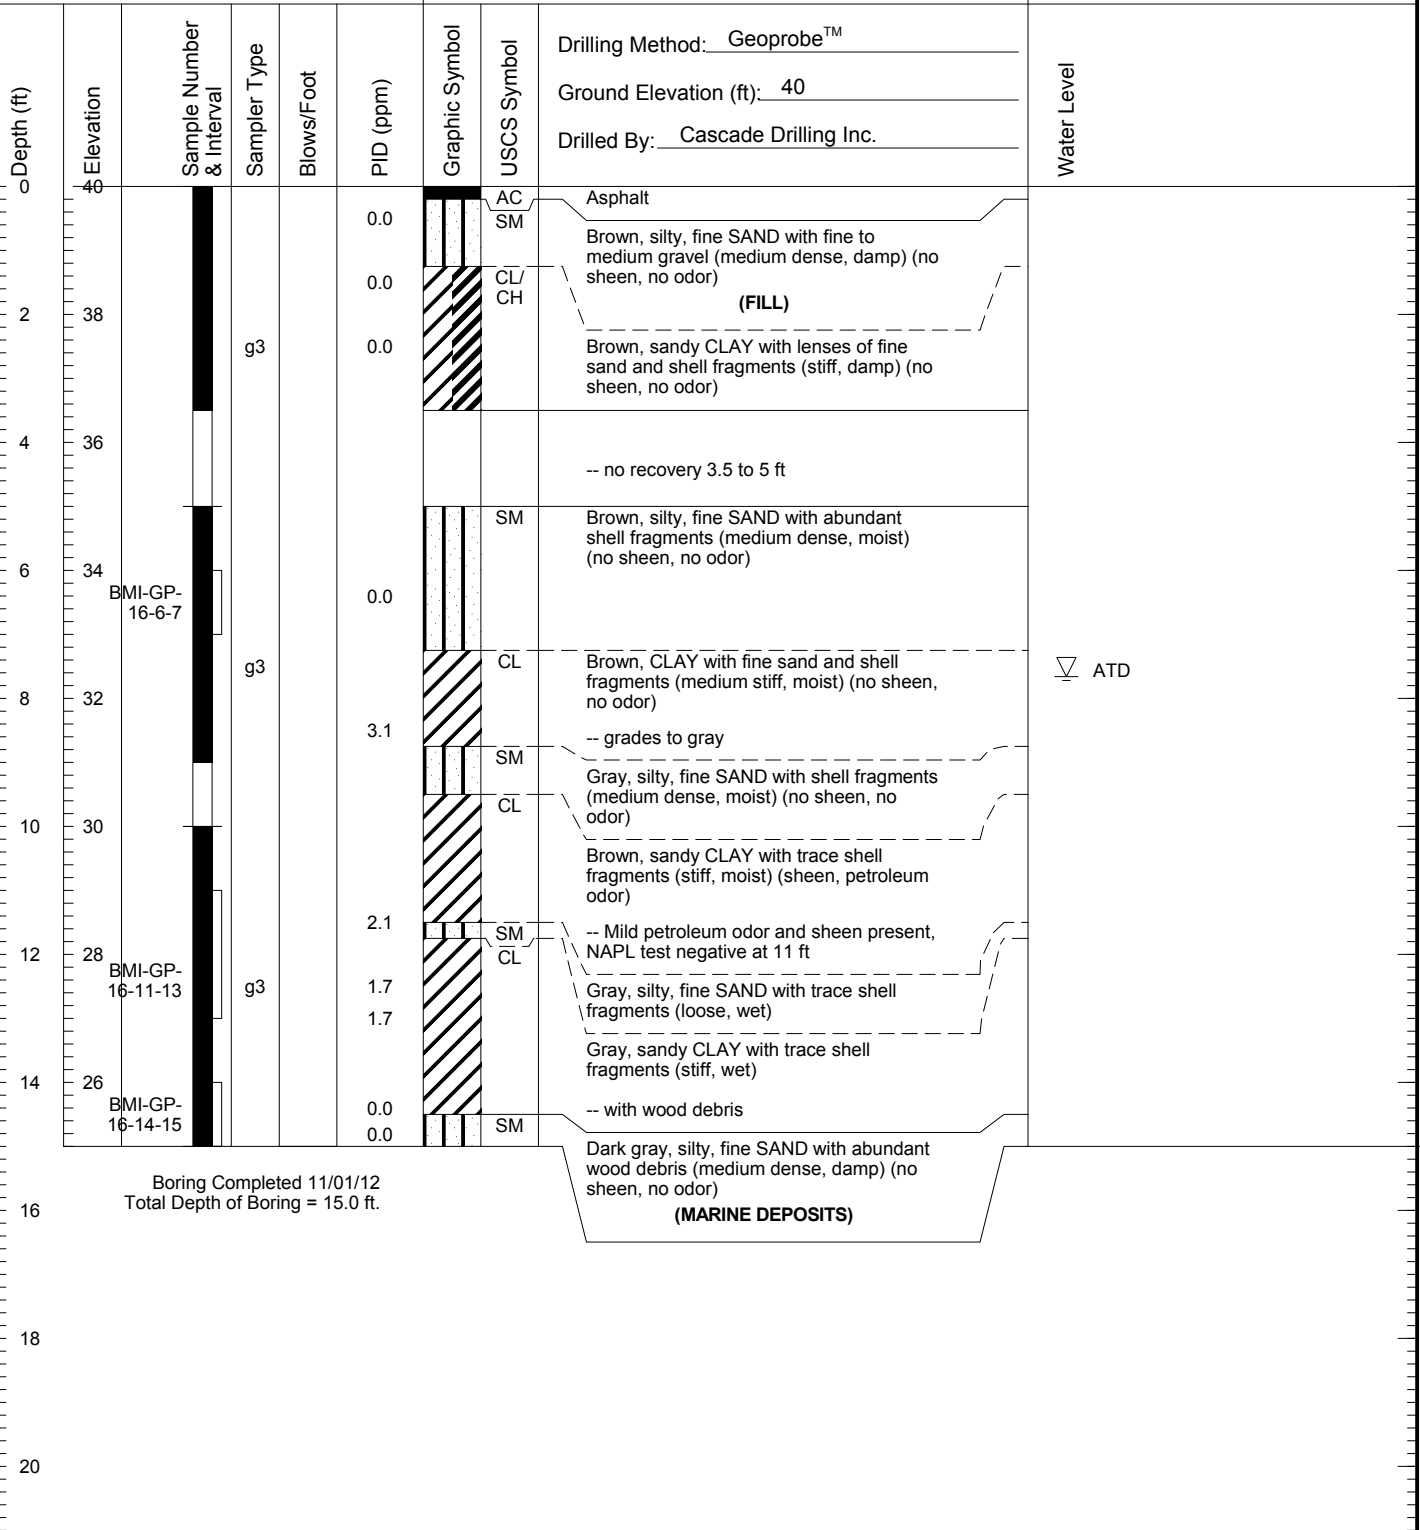 Depth (ft)
Elevation
Sample Number
& Interval
Sampler Type
Blows/Foot
PID (ppm)
Graphic Symbol
USCS Symbol
Drilling Method: Geoprobe™
Ground Elevation (ft): 40
Drilled By: Cascade Drilling Inc.
Water Level
0
40
AC
Asphalt
0.0
SM
Brown, silty, fine SAND with fine to
medium gravel (medium dense, damp) (no
sheen, no odor)
(FILL)
0.0
CL/
CH
2
38
g3
0.0
Brown, sandy CLAY with lenses of fine
sand and shell fragments (stiff, damp) (no
sheen, no odor)
4
36
-- no recovery 3.5 to 5 ft
SM
Brown, silty, fine SAND with abundant
shell fragments (medium dense, moist)
(no sheen, no odor)
6
34
BMI-GP-
16-6-7
0.0
g3
CL
Brown, CLAY with fine sand and shell
fragments (medium stiff, moist) (no sheen,
no odor)
ATD
8
32
3.1
-- grades to gray
SM
Gray, silty, fine SAND with shell fragments
(medium dense, moist) (no sheen, no
odor)
CL
10
30
Brown, sandy CLAY with trace shell
fragments (stiff, moist) (sheen, petroleum
odor)
2.1
SM
-- Mild petroleum odor and sheen present,
NAPL test negative at 11 ft
12
28
CL
BMI-GP-
16-11-13
g3
1.7
Gray, silty, fine SAND with trace shell
fragments (loose, wet)
1.7
Gray, sandy CLAY with trace shell
fragments (stiff, wet)
14
26
BMI-GP-
16-14-15
0.0
-- with wood debris
0.0
SM
Dark gray, silty, fine SAND with abundant
wood debris (medium dense, damp) (no
sheen, no odor)
(MARINE DEPOSITS)
Boring Completed 11/01/12
Total Depth of Boring = 15.0 ft.
16
18
20